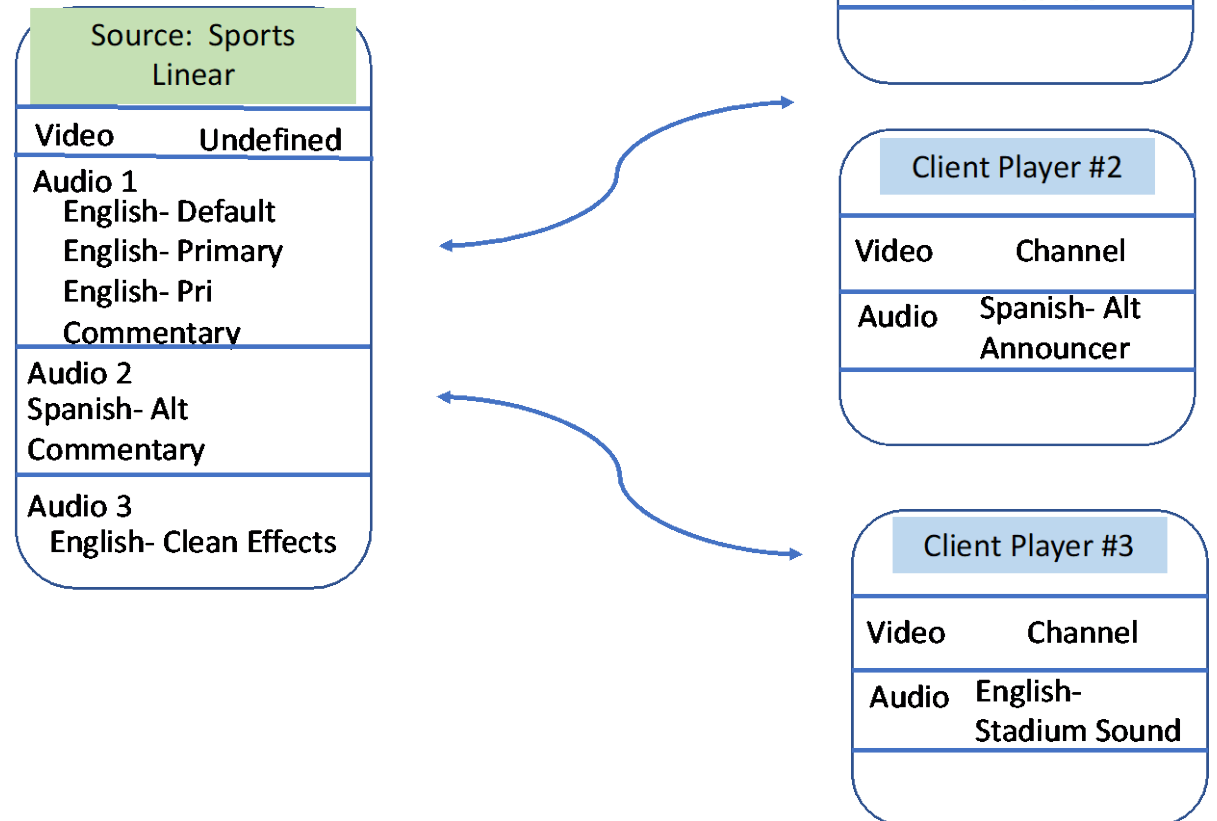 Source: Sports
Linear
Video Undefined
Audio 1
English- Default
English- Primary
English- Pri
Commentary
Audio 2
Spanish- Alt
Commentary
Audio 3
English- Clean Effects
Client Player #2
Video Channel
Audio Spanish- Alt
Announcer
Client Player #3
Video Channel
Audio English-
Stadium Sound